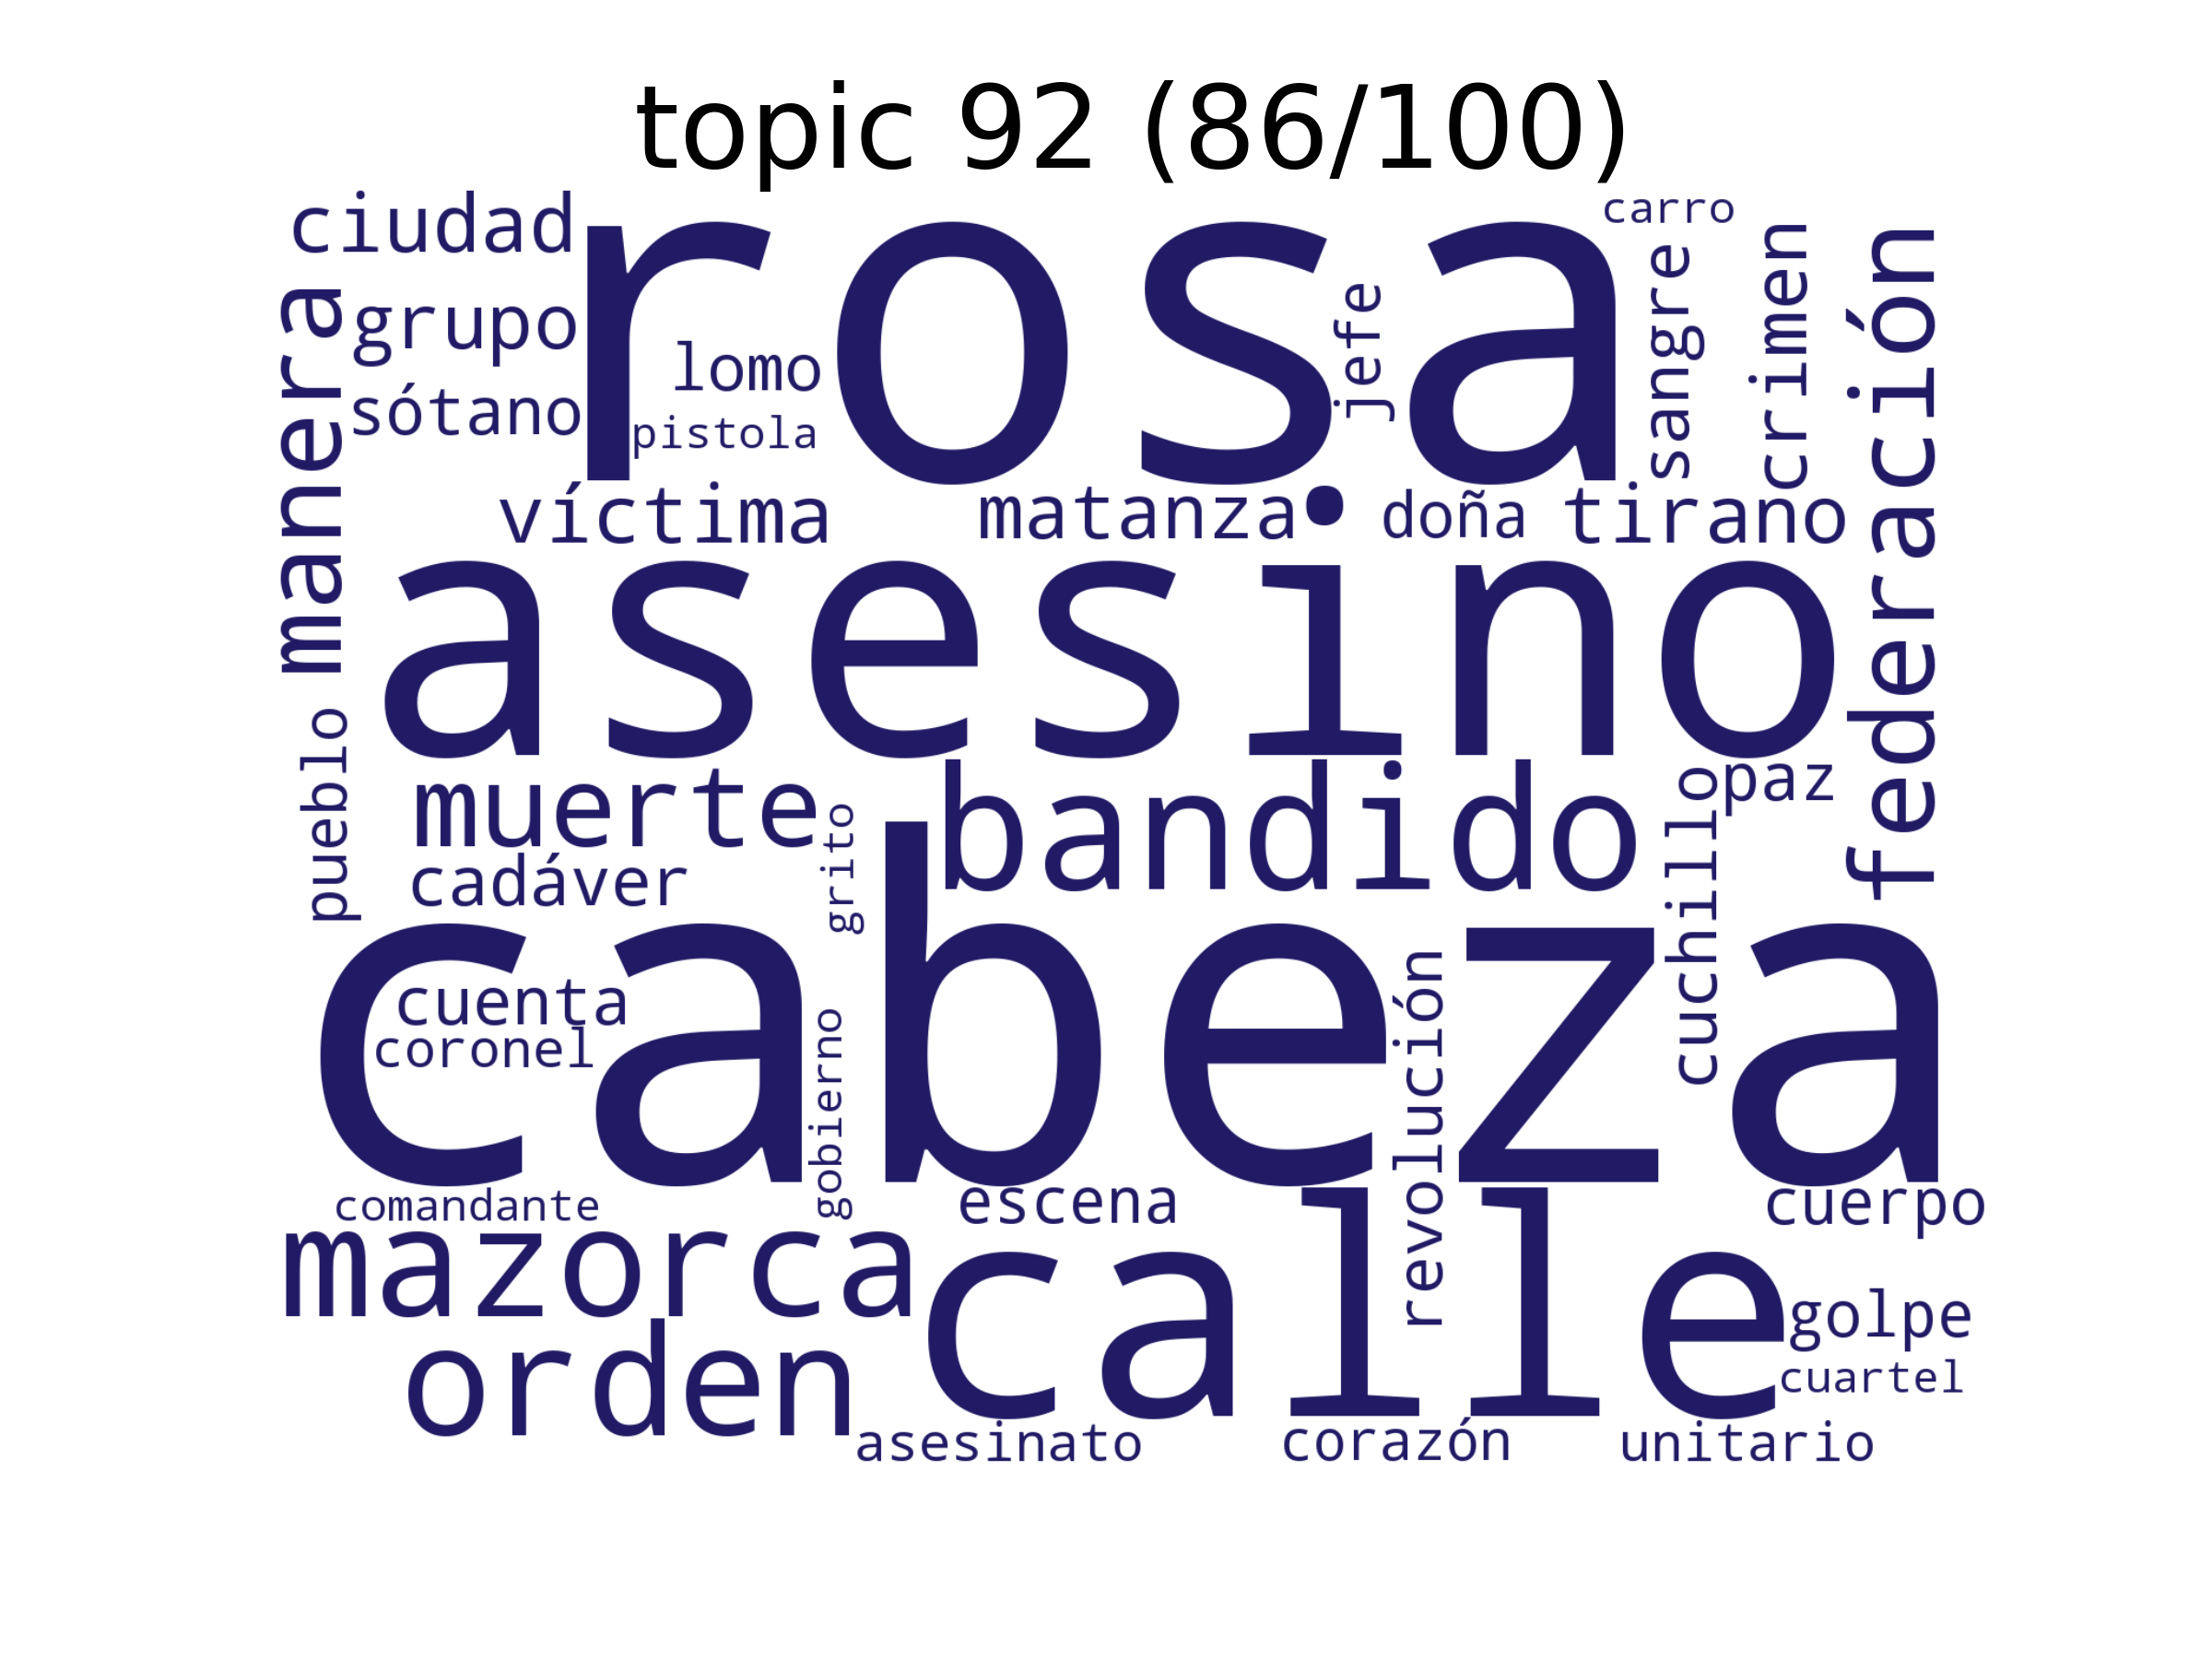 topic 92 (86/100)
ciudad
rosa
carro
manera
grupo
lomo
jefe
sangre
crimen
federación
sótano
pistola
víctima
matanza
doña
tirano
asesino
pueblo
muerte
grito
bandido
cuchillo
paz
cadáver
cabeza
cuenta
coronel
gobierno
revolución
comandante
escena
cuerpo
mazorca
calle
orden
golpe
cuartel
asesinato
corazón
unitario